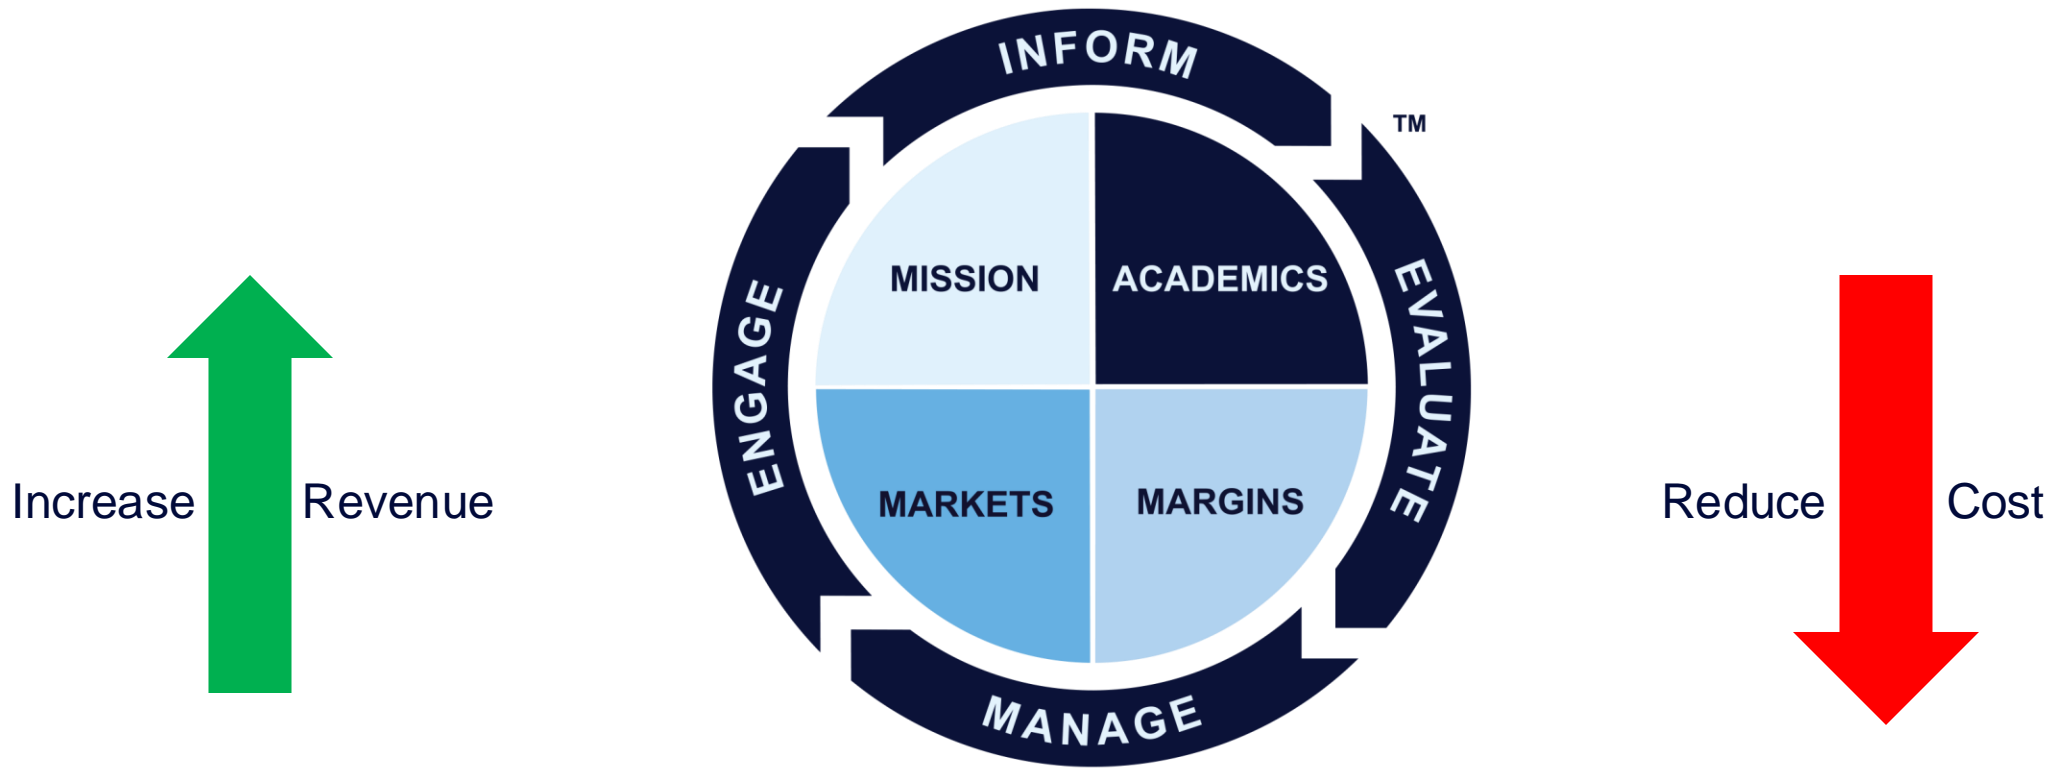 INFORM
TM
MISSION
ACADEMICS
ENGAGE
EVALUATE
Increase Revenue
MARKETS
MARGINS
Reduce Cost
MANAGE